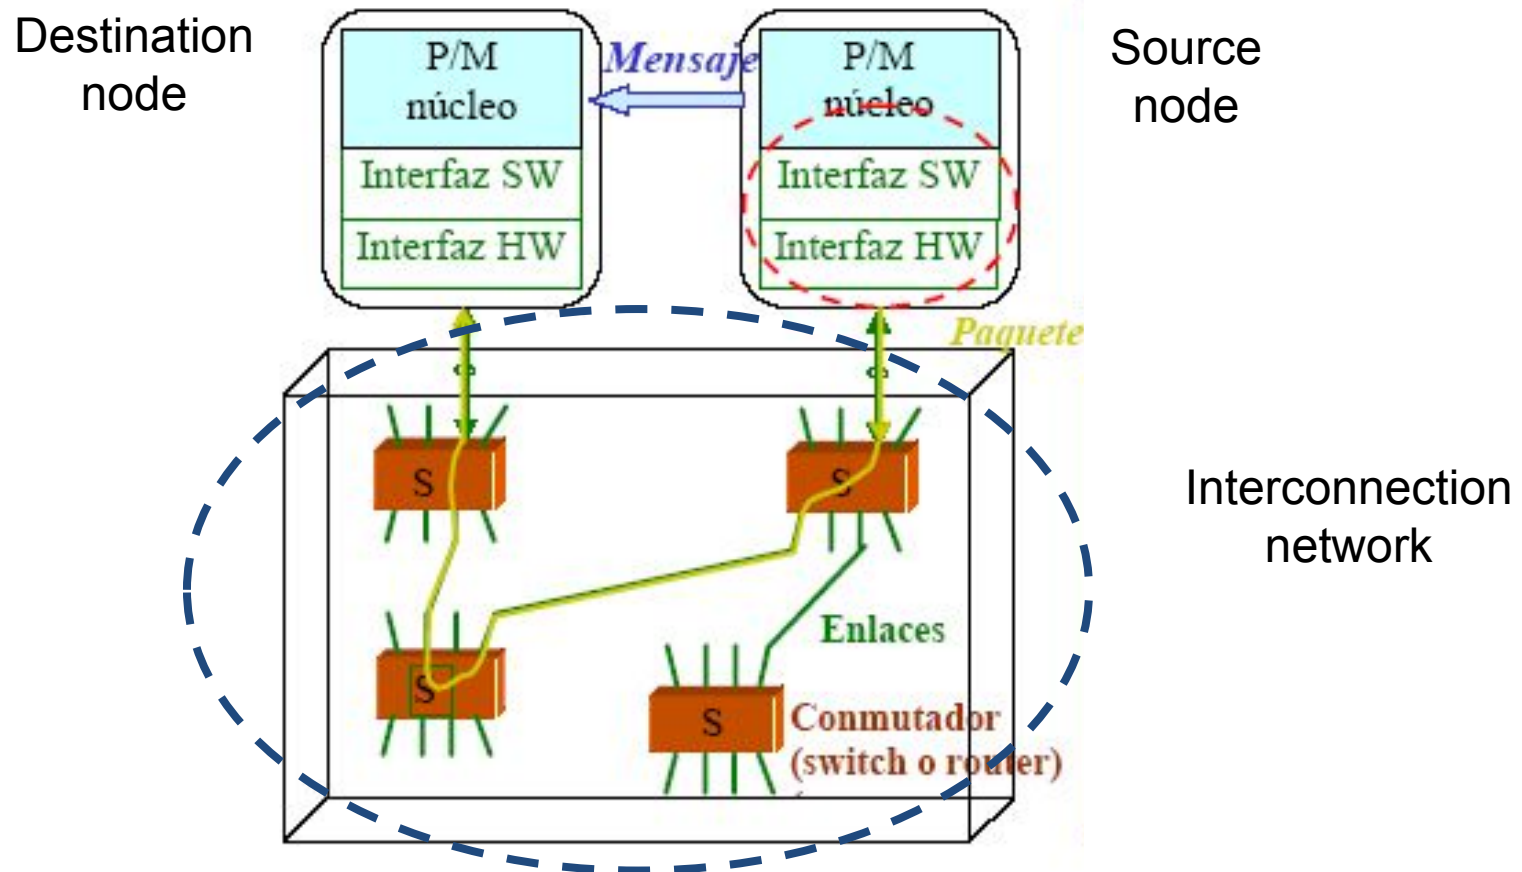 Destination
node
P/M
núcleo
Interfaz SW
Interfaz HW
Mensaje
P/M
núcleo
Interfaz SW
Interfaz HW
Source
node
Paquete
S
S
Interconnection
network
Enlaces
S
S
Conmutador
(switch o router)